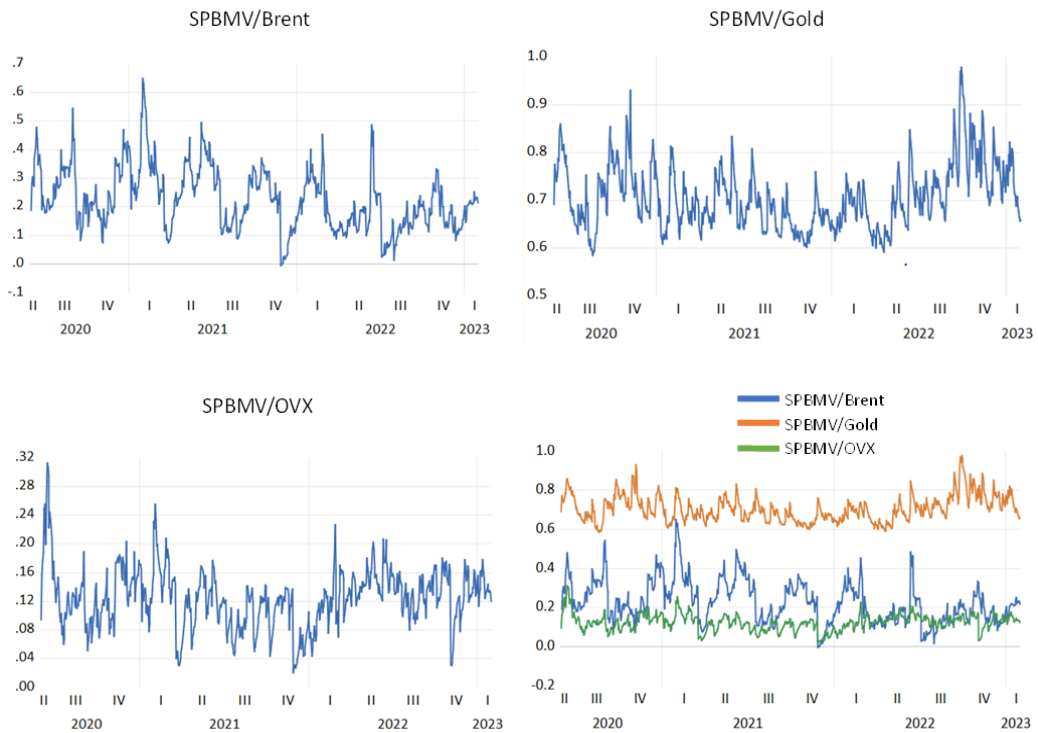 SPBMV/Brent
.7
.6
.5
.4
.3
.2
.1
.0
-.1
II III IV I II III IV I II III IV I
2020 2021 2022 2023
SPBMV/Gold
1.0
0.9
0.8
0.7
0.6
0.5
II III IV I II III IV I II III IV I
2020 2021 2022 2023
SPBMV/OVX
.32
.28
.24
.20
.16
.12
.08
.04
.00
II III IV I II III IV I II III IV I
2020 2021 2022 2023
SPBMV/Brent
SPBMV/Gold
SPBMV/OVX
1.0
0.8
0.6
0.4
0.2
0.0
-0.2
II III IV I II III IV I II III IV I
2020 2021 2022 2023